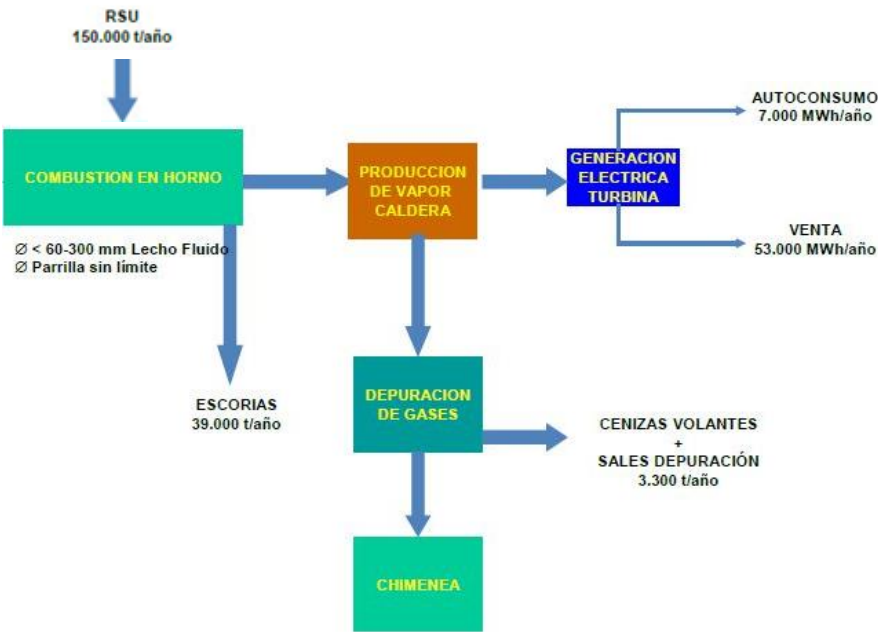 RSU
150.000 t/año
COMBUSTION EN HORNO
PRODUCCION
DE VAPOR
CALDERA
GENERACION
ELECTRICA
TURBINA
AUTOCONSUMO
7.000 MWh/año
VENTA
53.000 MWh/año
∅ < 60-300 mm Lecho Fluido
∅ Parrilla sin límite
ESCORIAS
39.000 t/año
DEPURACION
DE GASES
CENIZAS VOLANTES
+
SALES DEPURACIÓN
3.300 t/año
CHIMENEA